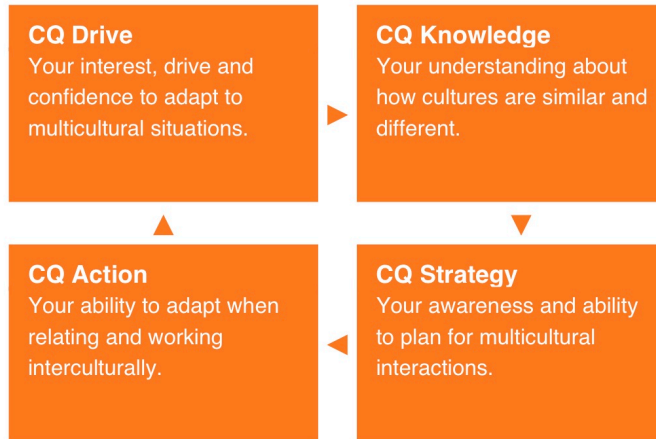 CQ Drive
Your interest, drive and
confidence to adapt to
multicultural situations.
CQ Knowledge
Your understanding about
how cultures are similar and
different.
CQ Action
Your ability to adapt when
relating and working
interculturally.
CQ Strategy
Your awareness and ability
to plan for multicultural
interactions.